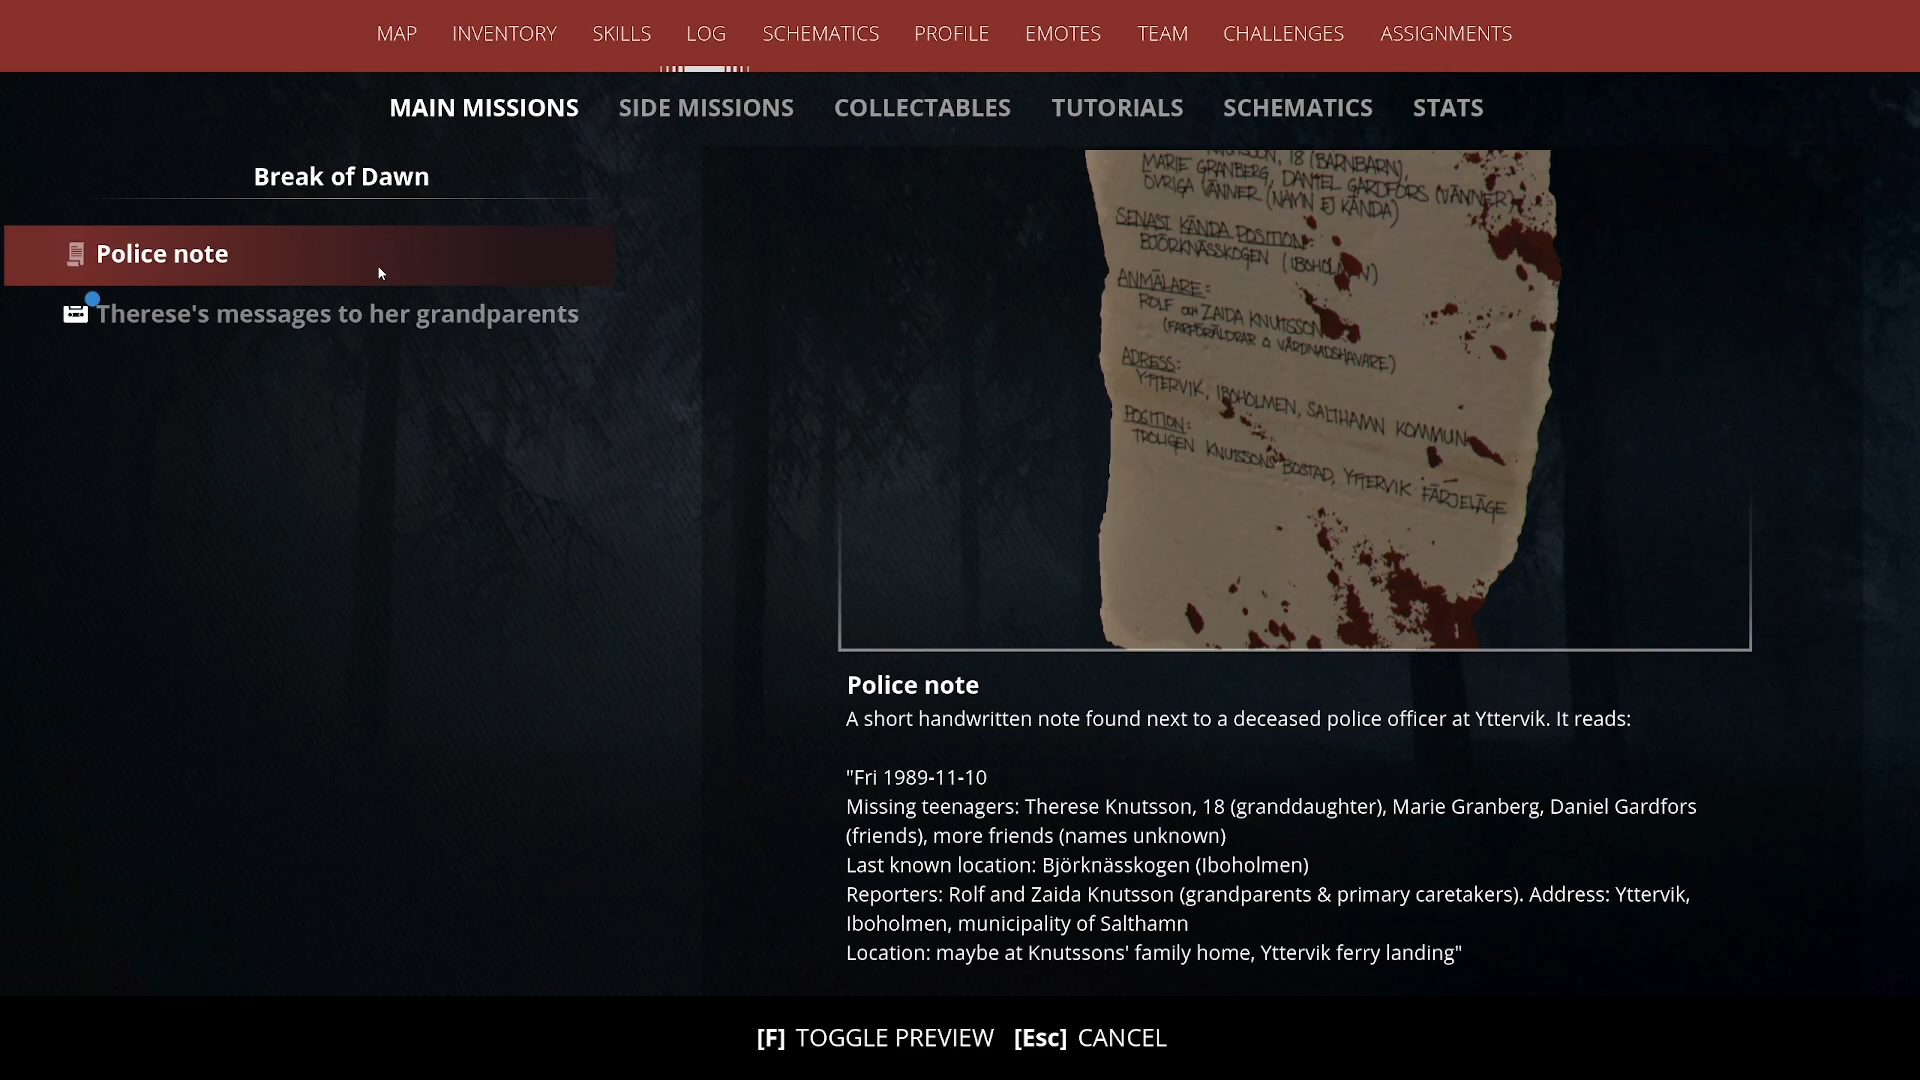 MAP INVENTORY SKILLS LOG SCHEMATICS PROFILE EMOTES TEAM CHALLENGES ASSIGNMENTS
MAIN MISSIONS SIDE MISSIONS COLLECTABLES TUTORIALS SCHEMATICS STATS
Break of Dawn
Police note
Therese's messages to her grandparents
18 (BARNBARN),
MARIE GRANBERG, DANIEL GARDFORS (VÄNNER)
ÖVRIGA VÄNNER (NAMN EJ KÄNDA)
SENAST KÄNDA POSITION:
BJÖRKNÄSSKOGEN (IBOHOLMEN)
ANMÄLARE:
ROLF och ZAIDA KNUTSSON
(FARFÖRÄLDRAR & VÅRDNADSHAVARE)
ADRESS:
YTTERVIK, IBOHOLMEN, SALTHAMN KOMMUN
POSITION:
TROLIGEN KNUTSSONS BOSTAD, YTTERVIK FÄRJELÄGE
Police note
A short handwritten note found next to a deceased police officer at Yttervik. It reads:
"Fri 1989-11-10
Missing teenagers: Therese Knutsson, 18 (granddaughter), Marie Granberg, Daniel Gardfors
(friends), more friends (names unknown)
Last known location: Björknässkogen (Iboholmen)
Reporters: Rolf and Zaida Knutsson (grandparents & primary caretakers). Address: Yttervik,
Iboholmen, municipality of Salthamn
Location: maybe at Knutssons' family home, Yttervik ferry landing"
[F] TOGGLE PREVIEW [Esc] CANCEL